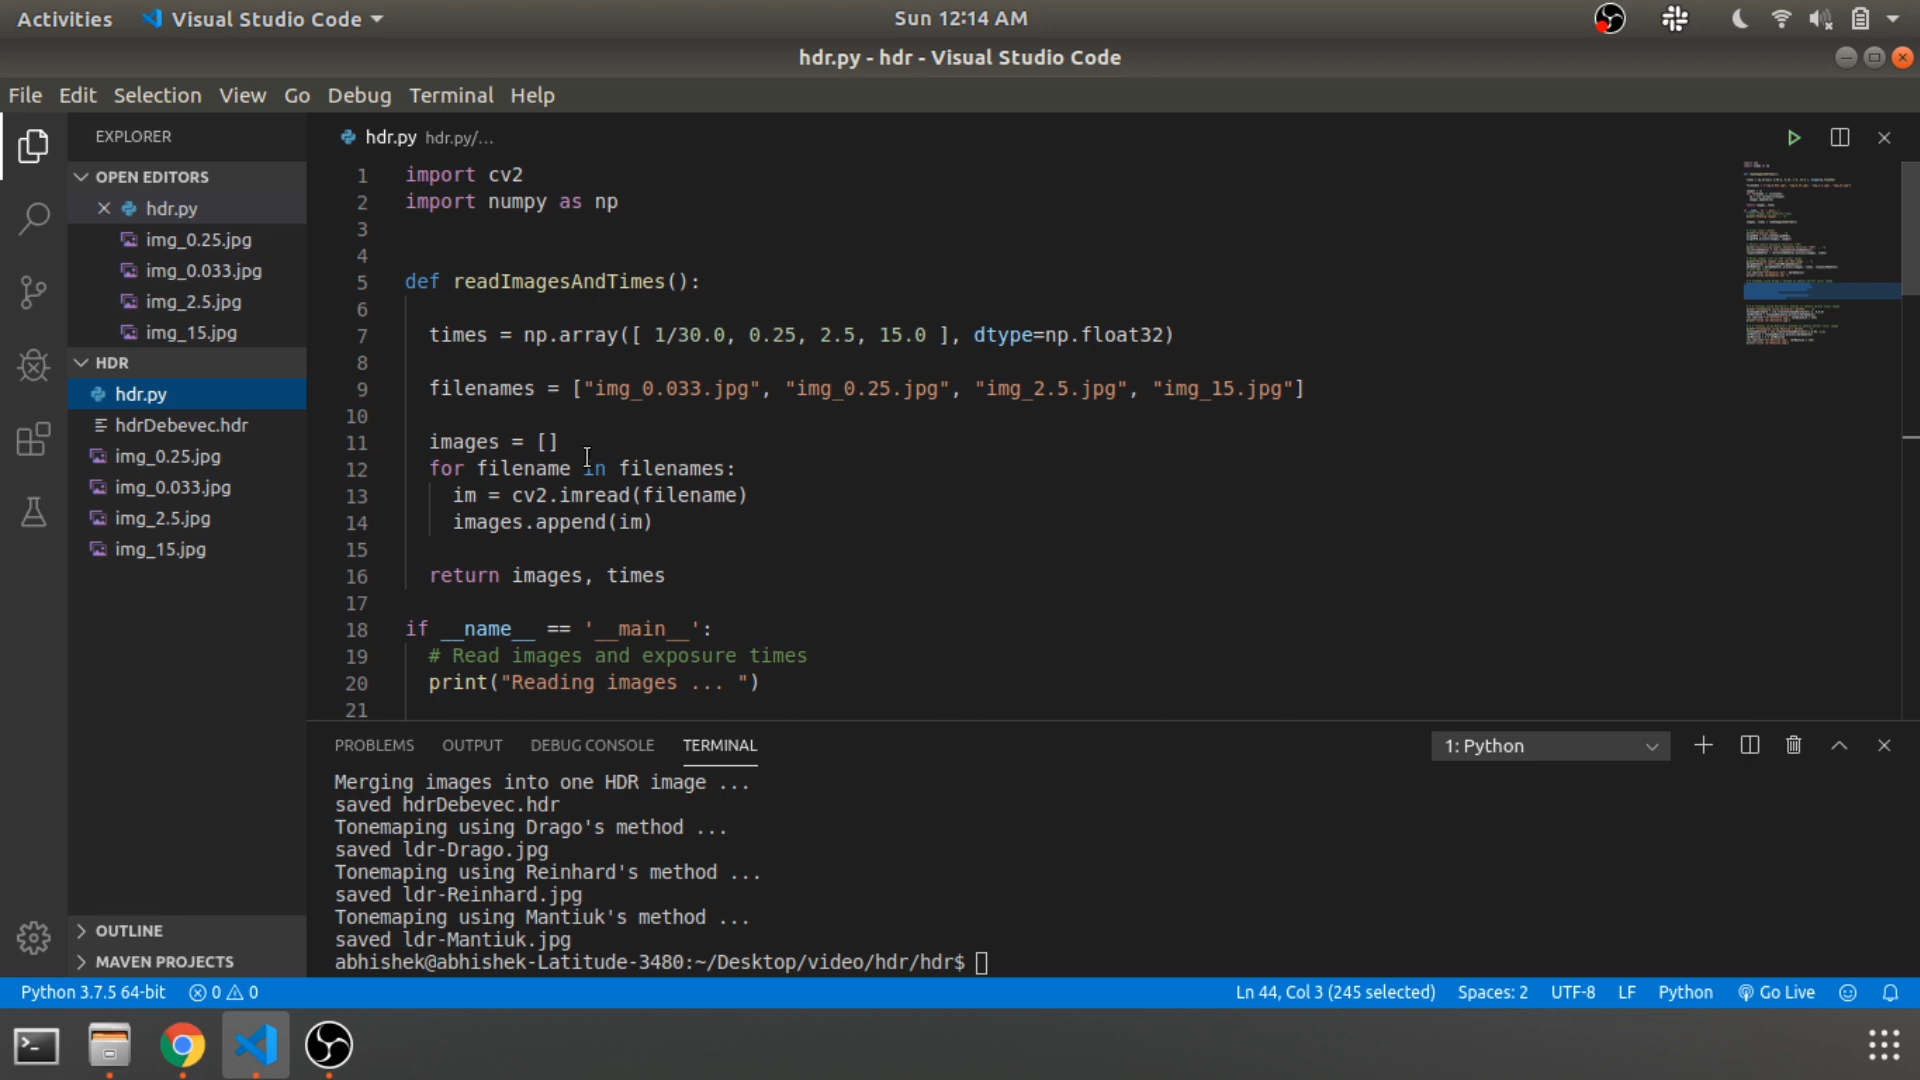 Activities Visual Studio Code Sun 12:14 AM
hdr.py - hdr - Visual Studio Code
File Edit Selection View Go Debug Terminal Help
EXPLORER
OPEN EDITORS
hdr.py
img_0.25.jpg
img_0.033.jpg
img_2.5.jpg
img_15.jpg
HDR
hdr.py
hdrDebevec.hdr
img_0.25.jpg
img_0.033.jpg
img_2.5.jpg
img_15.jpg
OUTLINE
MAVEN PROJECTS
hdr.py hdr.py/...
1 import cv2
2 import numpy as np
3
4
5 def readImagesAndTimes():
6
7 times = np.array([ 1/30.0, 0.25, 2.5, 15.0 ], dtype=np.float32)
8
9 filenames = ["img_0.033.jpg", "img_0.25.jpg", "img_2.5.jpg", "img_15.jpg"]
10
11 images = []
12 for filename in filenames:
13 im = cv2.imread(filename)
14 images.append(im)
15
16 return images, times
17
18 if __name__ == '__main__':
19 # Read images and exposure times
20 print("Reading images ... ")
21
PROBLEMS OUTPUT DEBUG CONSOLE TERMINAL 1: Python
Merging images into one HDR image ...
saved hdrDebevec.hdr
Tonemaping using Drago's method ...
saved ldr-Drago.jpg
Tonemaping using Reinhard's method ...
saved ldr-Reinhard.jpg
Tonemaping using Mantiuk's method ...
saved ldr-Mantiuk.jpg
abhishek@abhishek-Latitude-3480:~/Desktop/video/hdr/hdr$
Python 3.7.5 64-bit 0 0 Ln 44, Col 3 (245 selected) Spaces: 2 UTF-8 LF Python Go Live